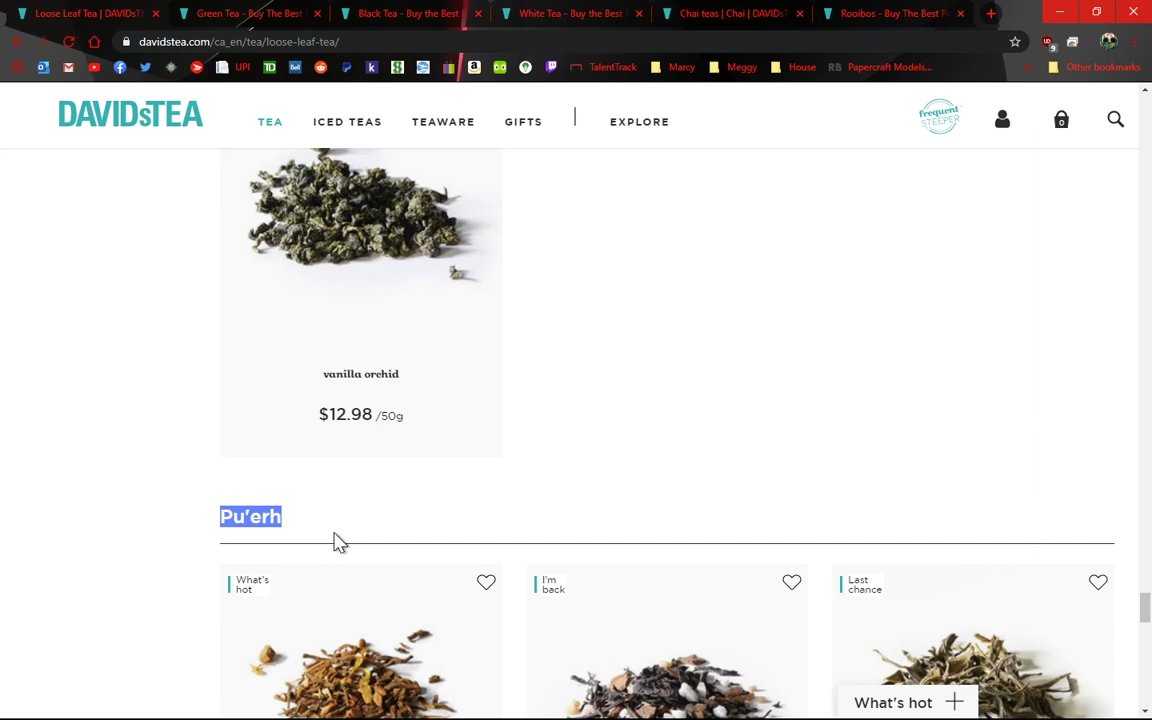 Loose Leaf Tea | DAVIDsTE
Green Tea - Buy The Best
Black Tea - Buy the Best
White Tea - Buy the Best
Chai teas | Chai | DAVIDsT
Rooibos - Buy The Best P
davidstea.com/ca_en/tea/loose-leaf-tea/
UPI
TalentTrack
Marcy
Meggy
House
Papercraft Models...
Other bookmarks
DAVIDsTEA
TEA
ICED TEAS
TEAWARE
GIFTS
EXPLORE
frequent
STEEPER
0
vanilla orchid
$12.98 /50g
Pu'erh
What's
hot
I'm
back
Last
chance
What's hot